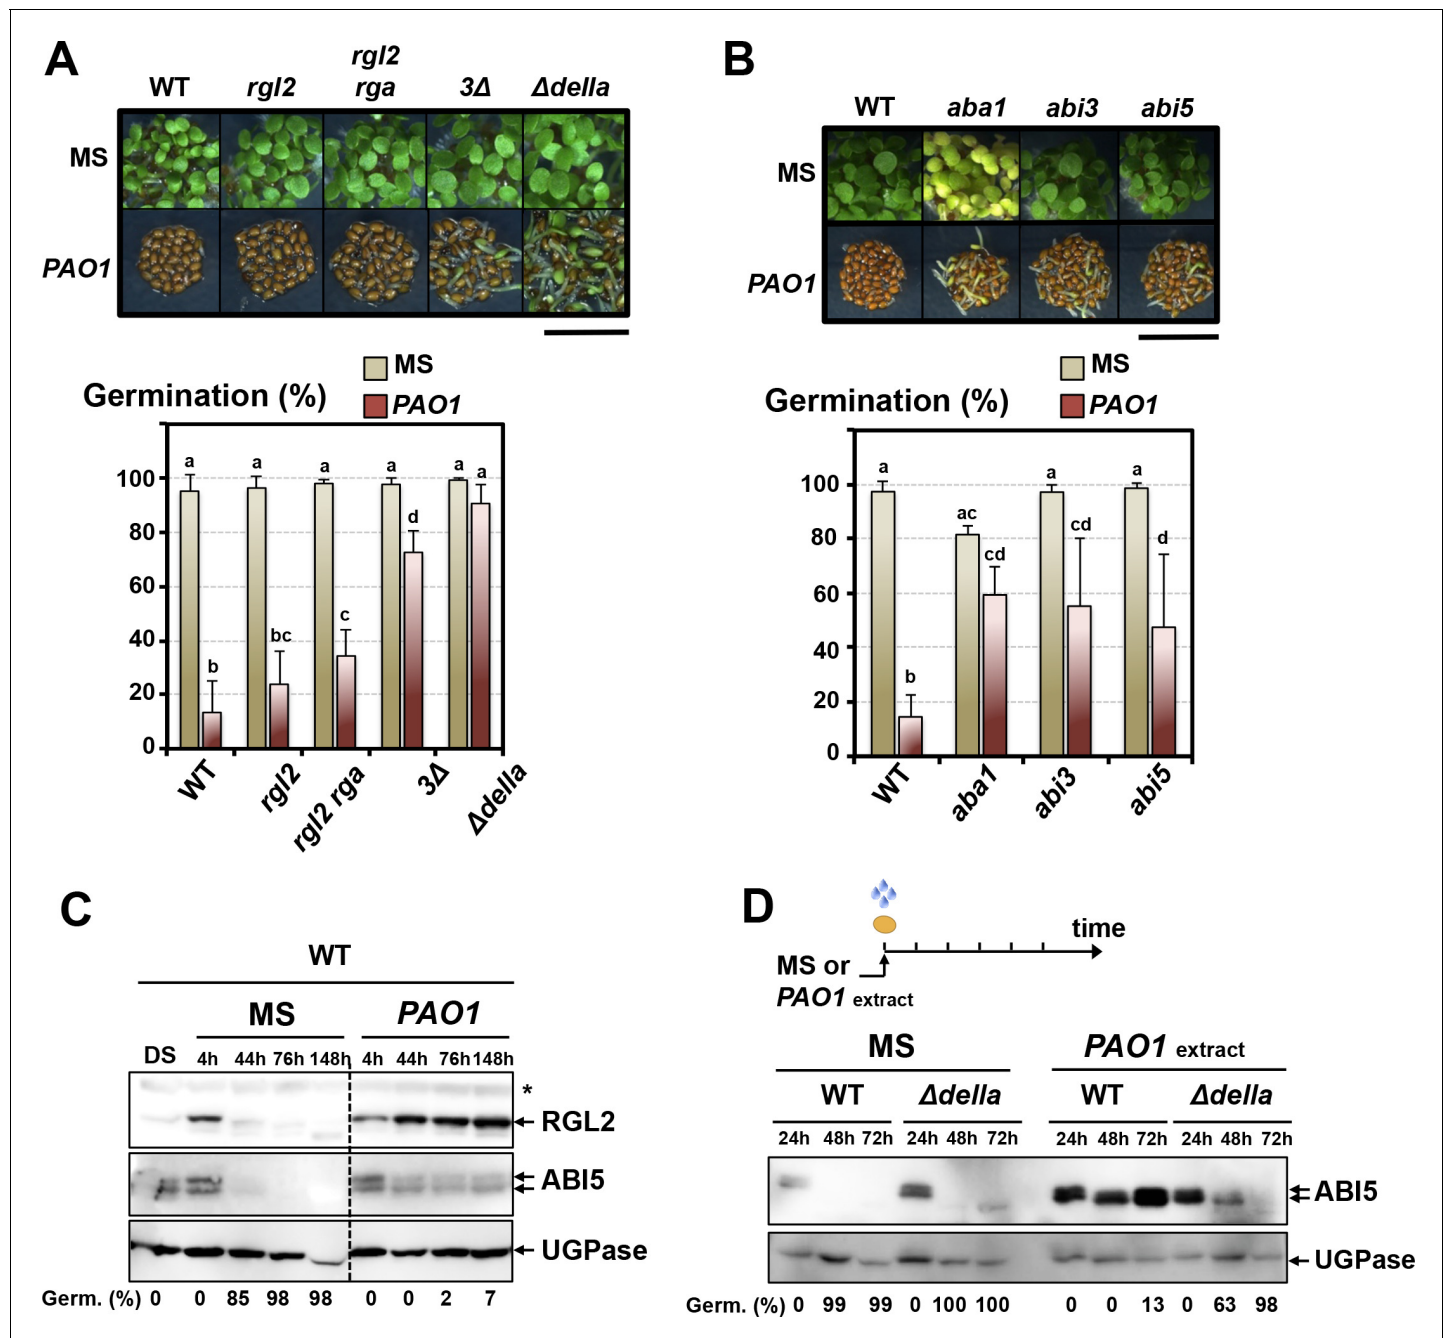 A
rgl2
WT rgl2 rga 3Δ Δdella
MS
PAO1
MS
PAO1
Germination (%)
a a a a a a
b bc c d
100
80
60
40
20
0
WT rgl2 rgl2 rga 3Δ Δdella
B
WT aba1 abi3 abi5
MS
PAO1
MS
PAO1
Germination (%)
a ac a a
b cd cd d
100
80
60
40
20
0
WT aba1 abi3 abi5
C
WT
MS PAO1
DS 4h 44h 76h 148h 4h 44h 76h 148h
*
RGL2
ABI5
UGPase
Germ. (%) 0 0 85 98 98 0 0 2 7
D
time
MS or
PAO1 extract
MS PAO1 extract
WT Δdella WT Δdella
24h 48h 72h 24h 48h 72h 24h 48h 72h 24h 48h 72h
ABI5
UGPase
Germ. (%) 0 99 99 0 100 100 0 0 13 0 63 98